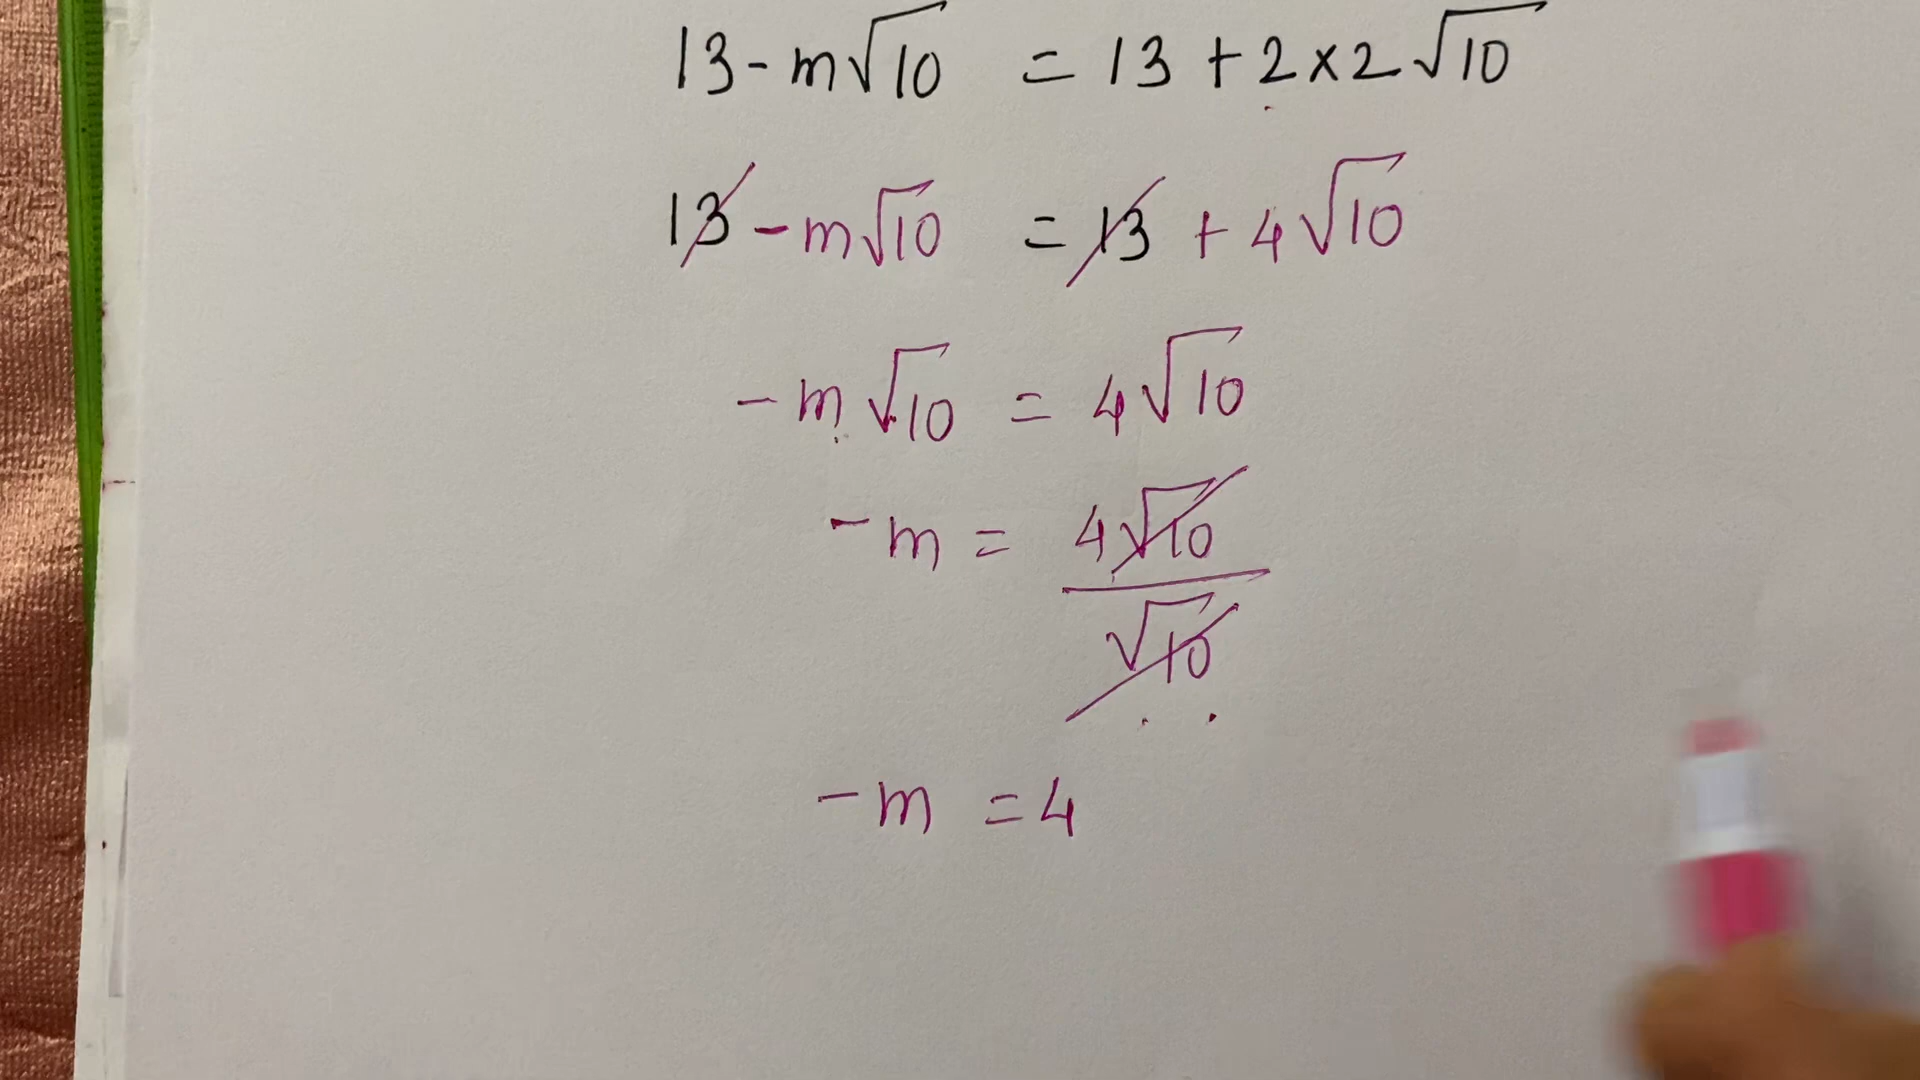 13 - m√10 = 13 + 2×2√10
13 - m√10 = 13 + 4√10
- m√10 = 4√10
- m = 4√10
√10
- m = 4